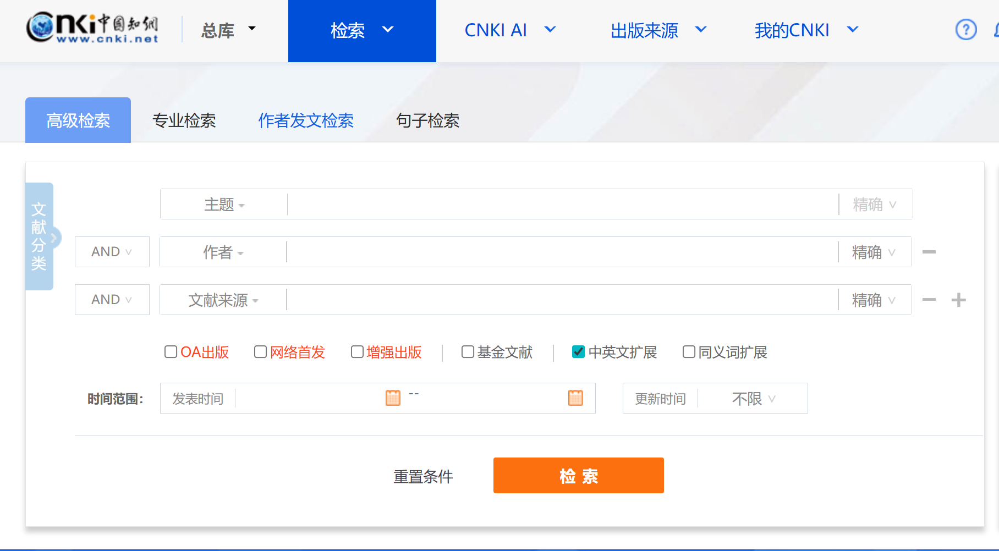 cnki中国知网
www.cnki.net
总库
检索
CNKI AI
出版来源
我的CNKI
?
高级检索
专业检索
作者发文检索
句子检索
文献分类
主题
精确
AND
作者
精确
AND
文献来源
精确
OA出版
网络首发
增强出版
基金文献
中英文扩展
同义词扩展
时间范围：
发表时间
--
更新时间
不限
重置条件
检 索